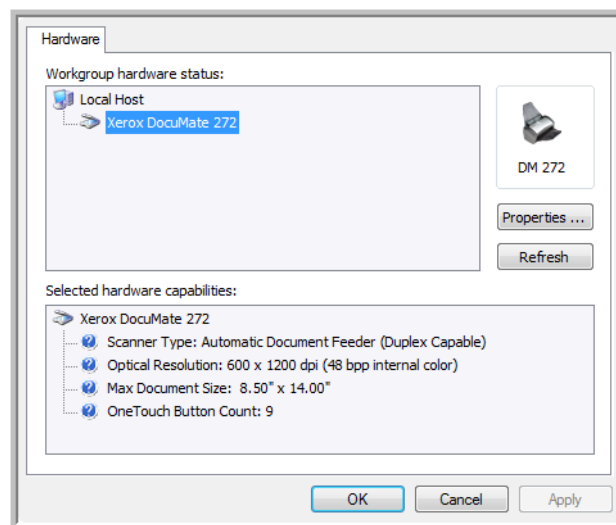 Hardware
Workgroup hardware status:
Local Host
Xerox DocuMate 272
DM 272
Properties ...
Refresh
Selected hardware capabilities:
Xerox DocuMate 272
Scanner Type: Automatic Document Feeder (Duplex Capable)
Optical Resolution: 600 x 1200 dpi (48 bpp internal color)
Max Document Size: 8.50" x 14.00"
OneTouch Button Count: 9
OK
Cancel
Apply